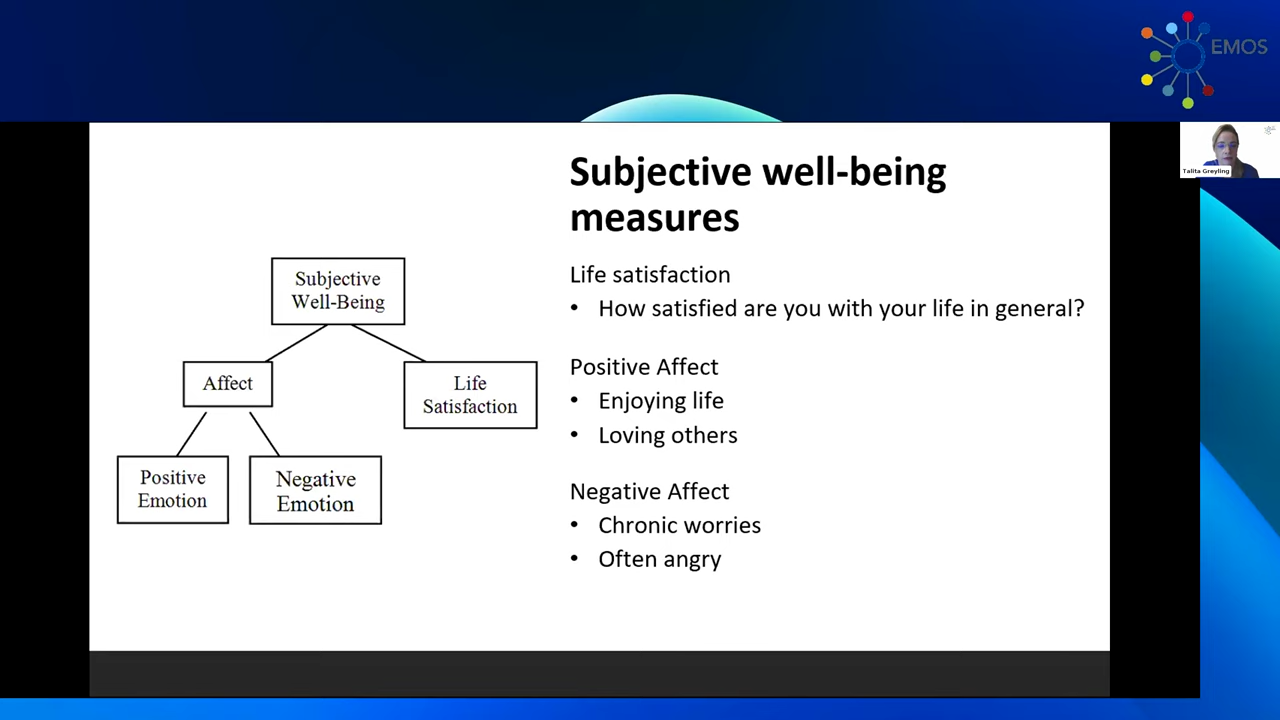 EMOS
Talita Greyling
Subjective well-being
measures
Subjective
Well-Being
Affect
Life
Satisfaction
Positive
Emotion
Negative
Emotion
Life satisfaction
• How satisfied are you with your life in general?
Positive Affect
• Enjoying life
• Loving others
Negative Affect
• Chronic worries
• Often angry